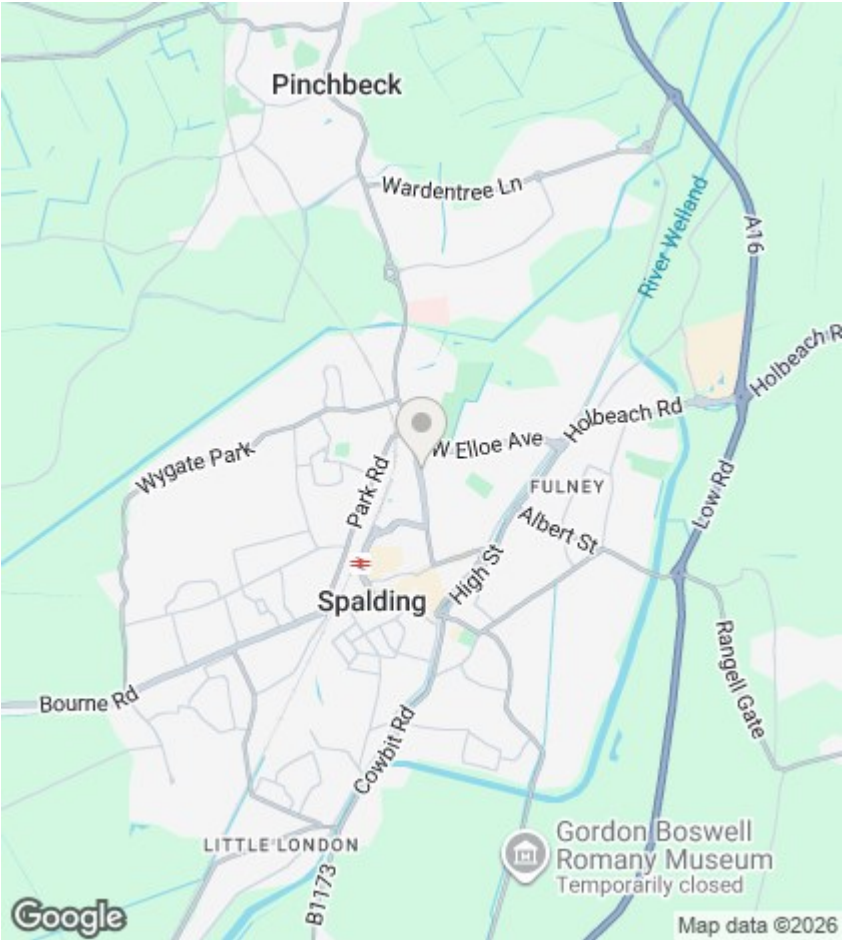 Pinchbeck
Wardentree Ln
River Welland
A16
Holbeach R
Holbeach Rd
W Elloe Ave
Wygate Park
Park Rd
FULNEY
Low Rd
Albert St
High St
Spalding
Rangell Gate
Bourne Rd
Cowbit Rd
LITTLE LONDON
B1173
Gordon Boswell
Romany Museum
Temporarily closed
Google
Map data ©2026